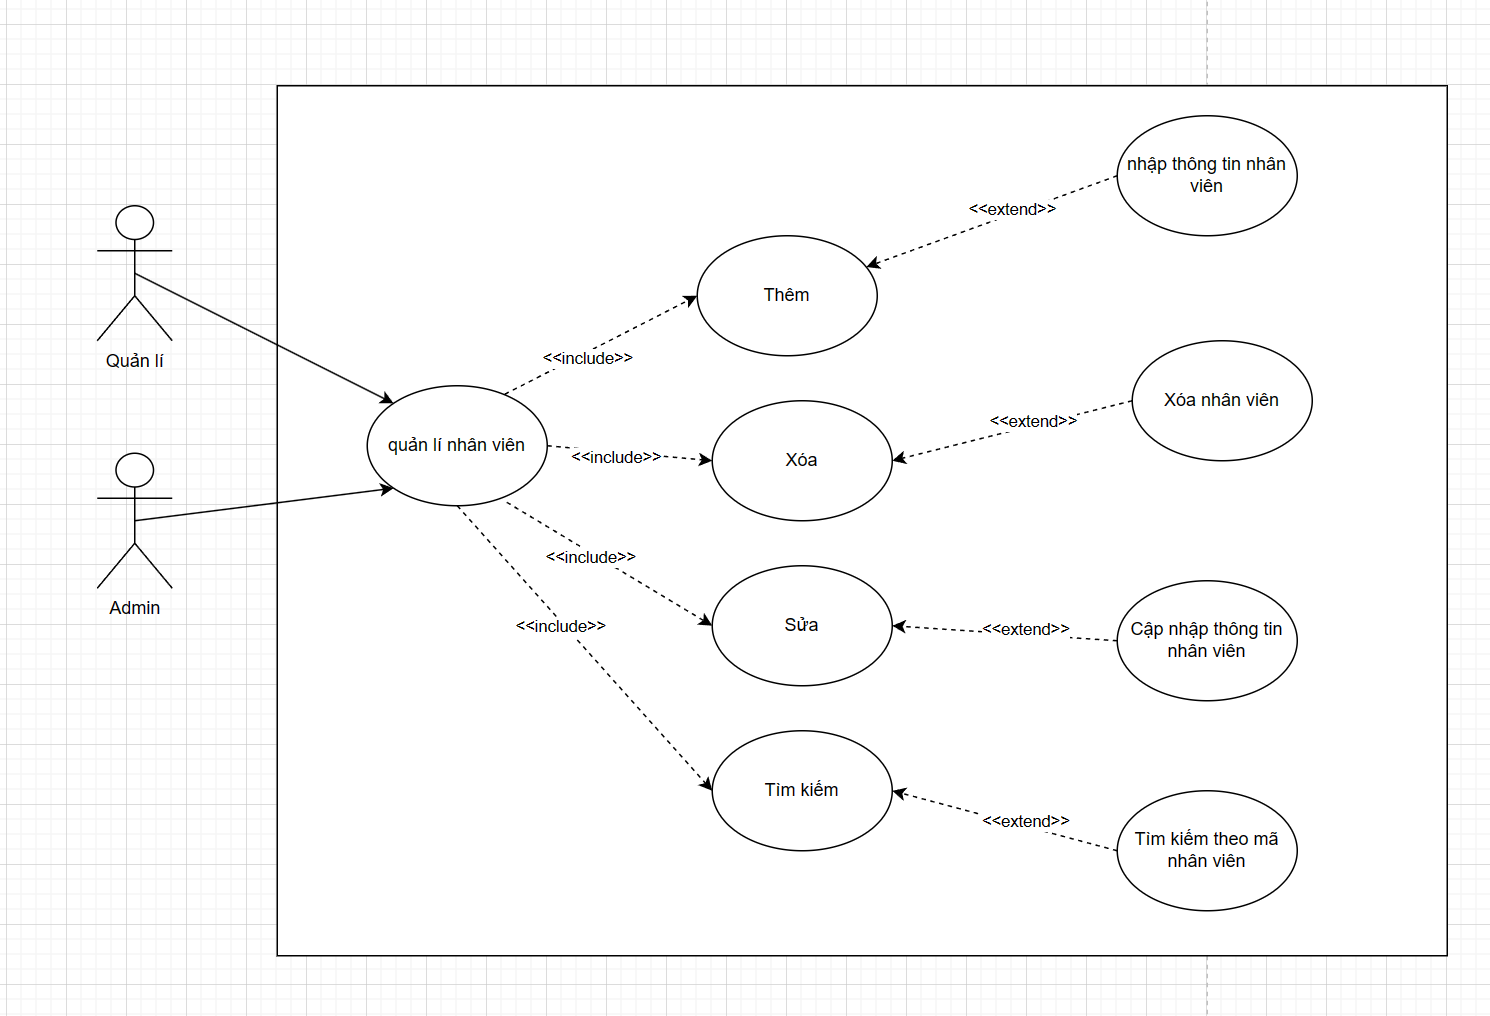 nhập thông tin nhân
viên
<<extend>>
Thêm
<<include>>
Quản lí
Xóa nhân viên
<<extend>>
quản lí nhân viên
<<include>>
Xóa
<<include>>
Sửa
<<extend>>
Cập nhập thông tin
nhân viên
Admin
<<include>>
Tìm kiếm
<<extend>>
Tìm kiếm theo mã
nhân viên